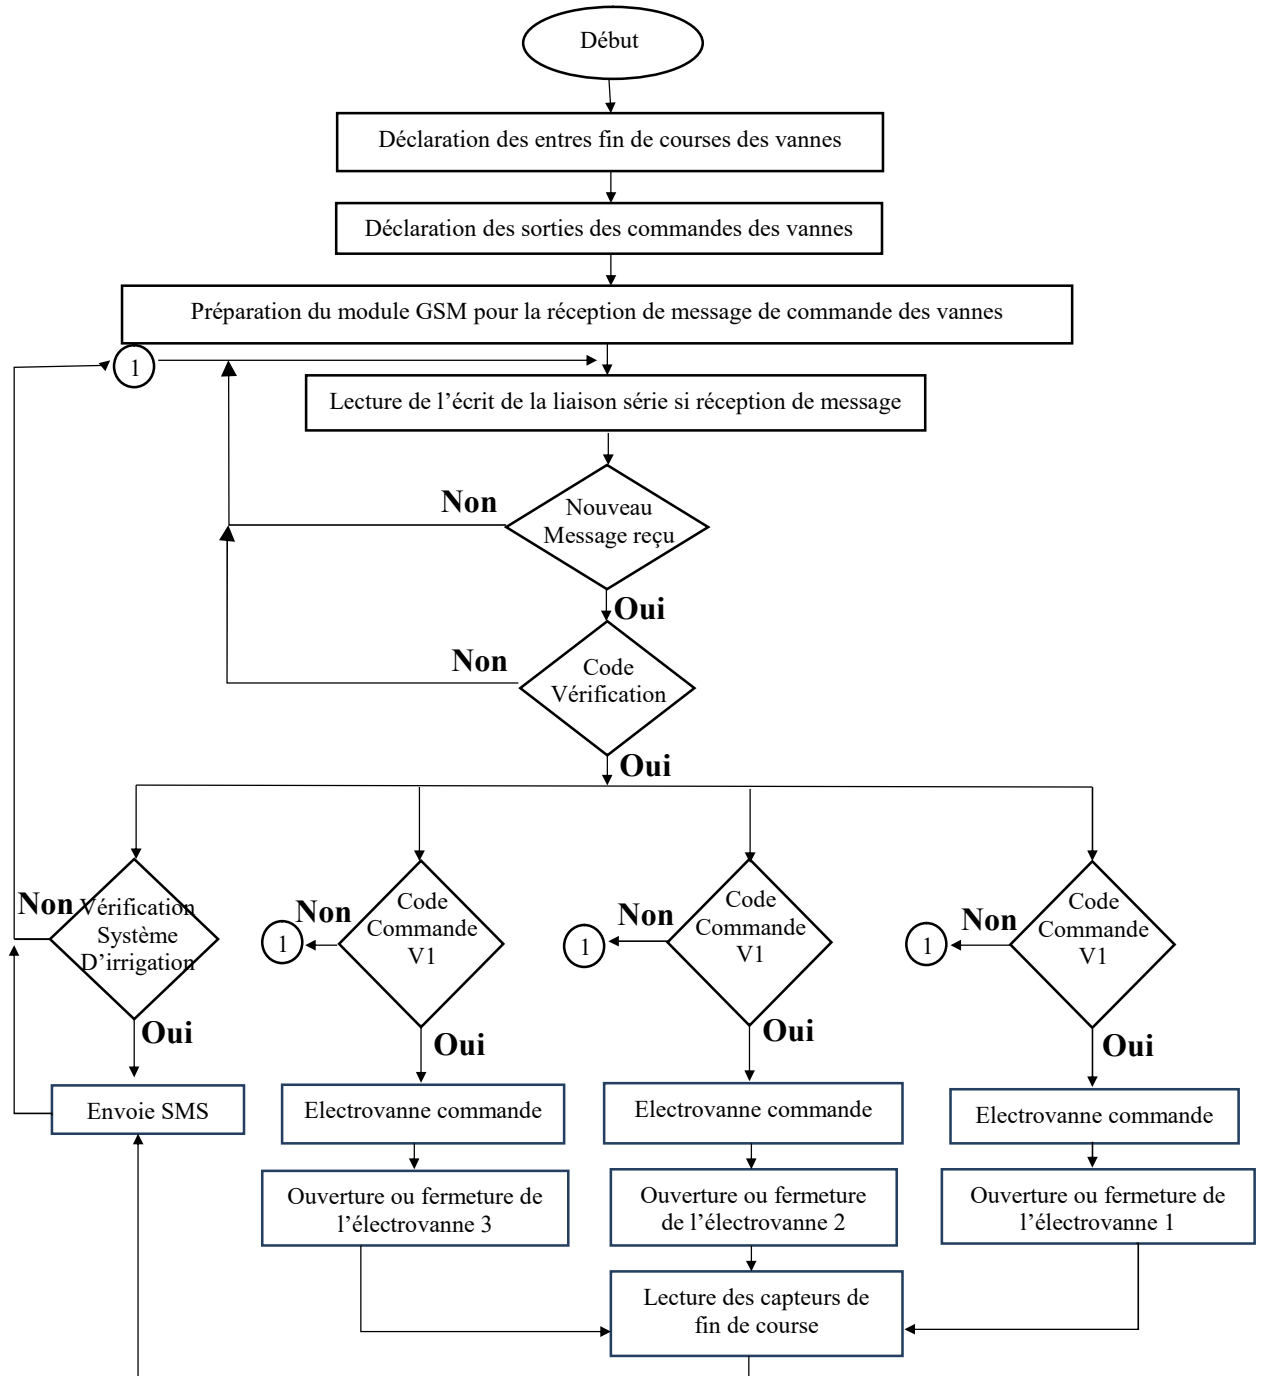 Début
Déclaration des entres fin de courses des vannes
Déclaration des sorties des commandes des vannes
Préparation du module GSM pour la réception de message de commande des vannes
1
Lecture de l'écrit de la liaison série si réception de message
Non
Nouveau
Message reçu
Oui
Non
Code
Vérification
Oui
Non
Vérification
Système
D'irrigation
Oui
Envoie SMS
1
Non
Code
Commande
V1
Oui
Electrovanne commande
Ouverture ou fermeture de
l'électrovanne 3
1
Non
Code
Commande
V1
Oui
Electrovanne commande
Ouverture ou fermeture
de l'électrovanne 2
1
Non
Code
Commande
V1
Oui
Electrovanne commande
Ouverture ou fermeture de
l'électrovanne 1
Lecture des capteurs de
fin de course